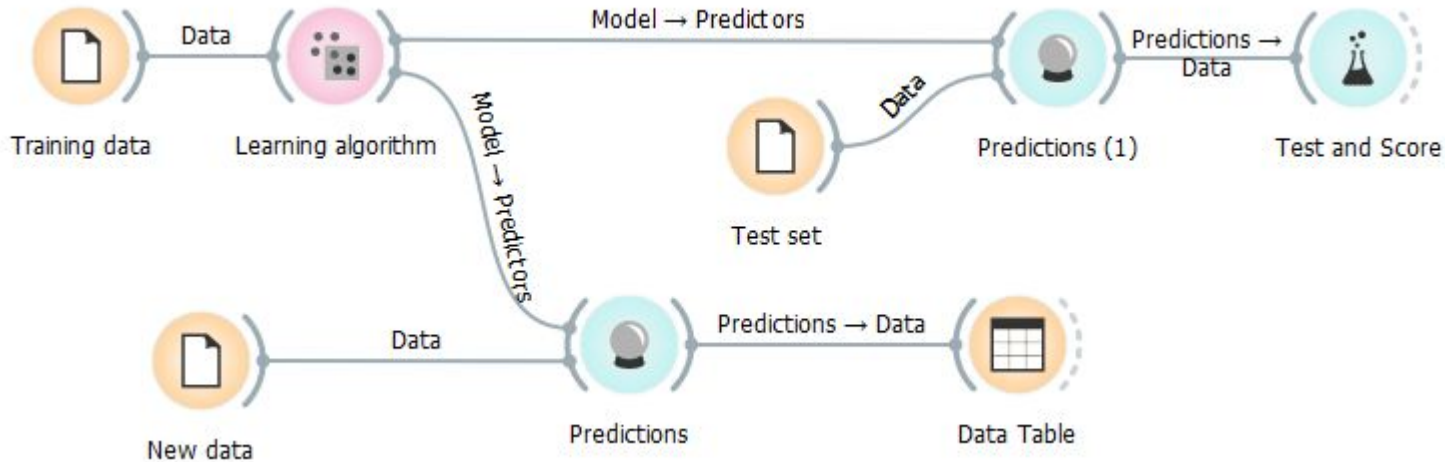 Model → Predictors
Data
Predictions →
Data
Data
Training data
Learning algorithm
Predictions (1)
Test and Score
Model → Predictors
Test set
Data
Predictions → Data
New data
Predictions
Data Table